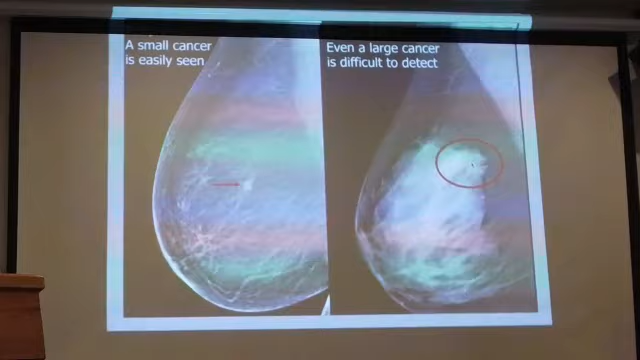 A small cancer
is easily seen
Even a large cancer
is difficult to detect